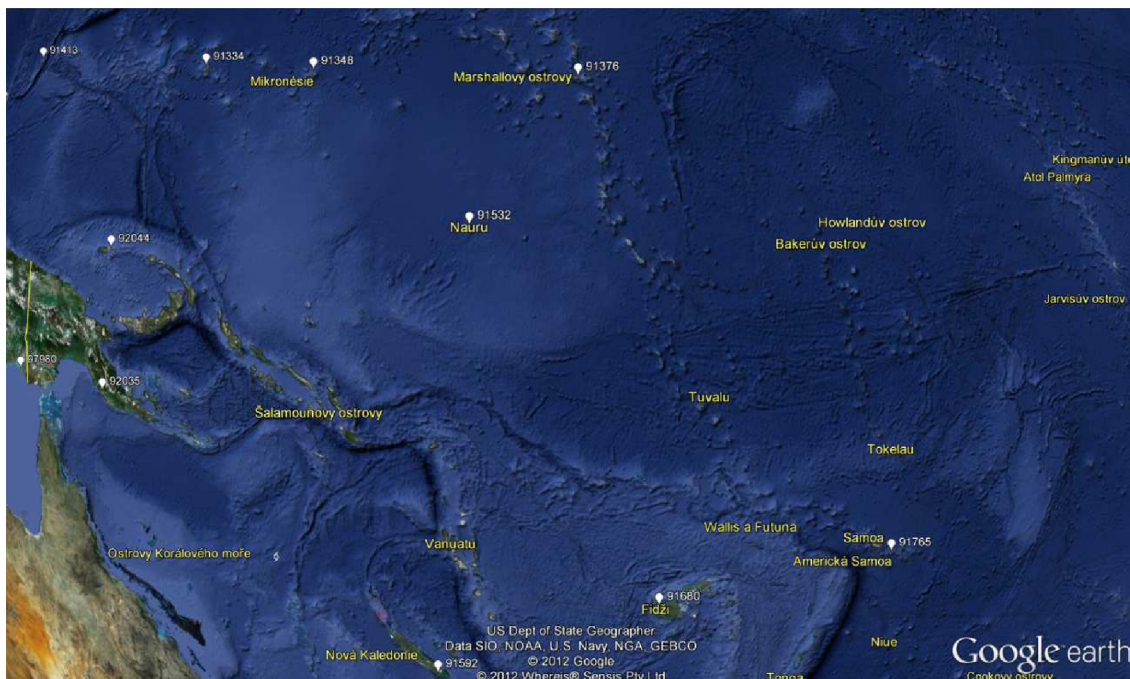 91413
91334
91348
Mikronésie
Marshallovy ostrovy
91376
Kingmanův úte
Atol Palmyra
91532
Nauru
Howlandův ostrov
Bakerův ostrov
92044
Jarvisův ostrov
97980
92035
Šalamounovy ostrovy
Tuvalu
Tokelau
Wallis a Futuna
Samoa
91765
Americká Samoa
Vanuatu
Ostrovy Korálového moře
91680
Fidži
US Dept of State Geographer
Data SIO, NOAA, U.S. Navy, NGA, GEBCO
© 2012 Google
© 2012 Whereis® Sensis Pty Ltd
Nová Kaledonie
91592
Niue
Google earth
Tonga
Cookovy ostrovy